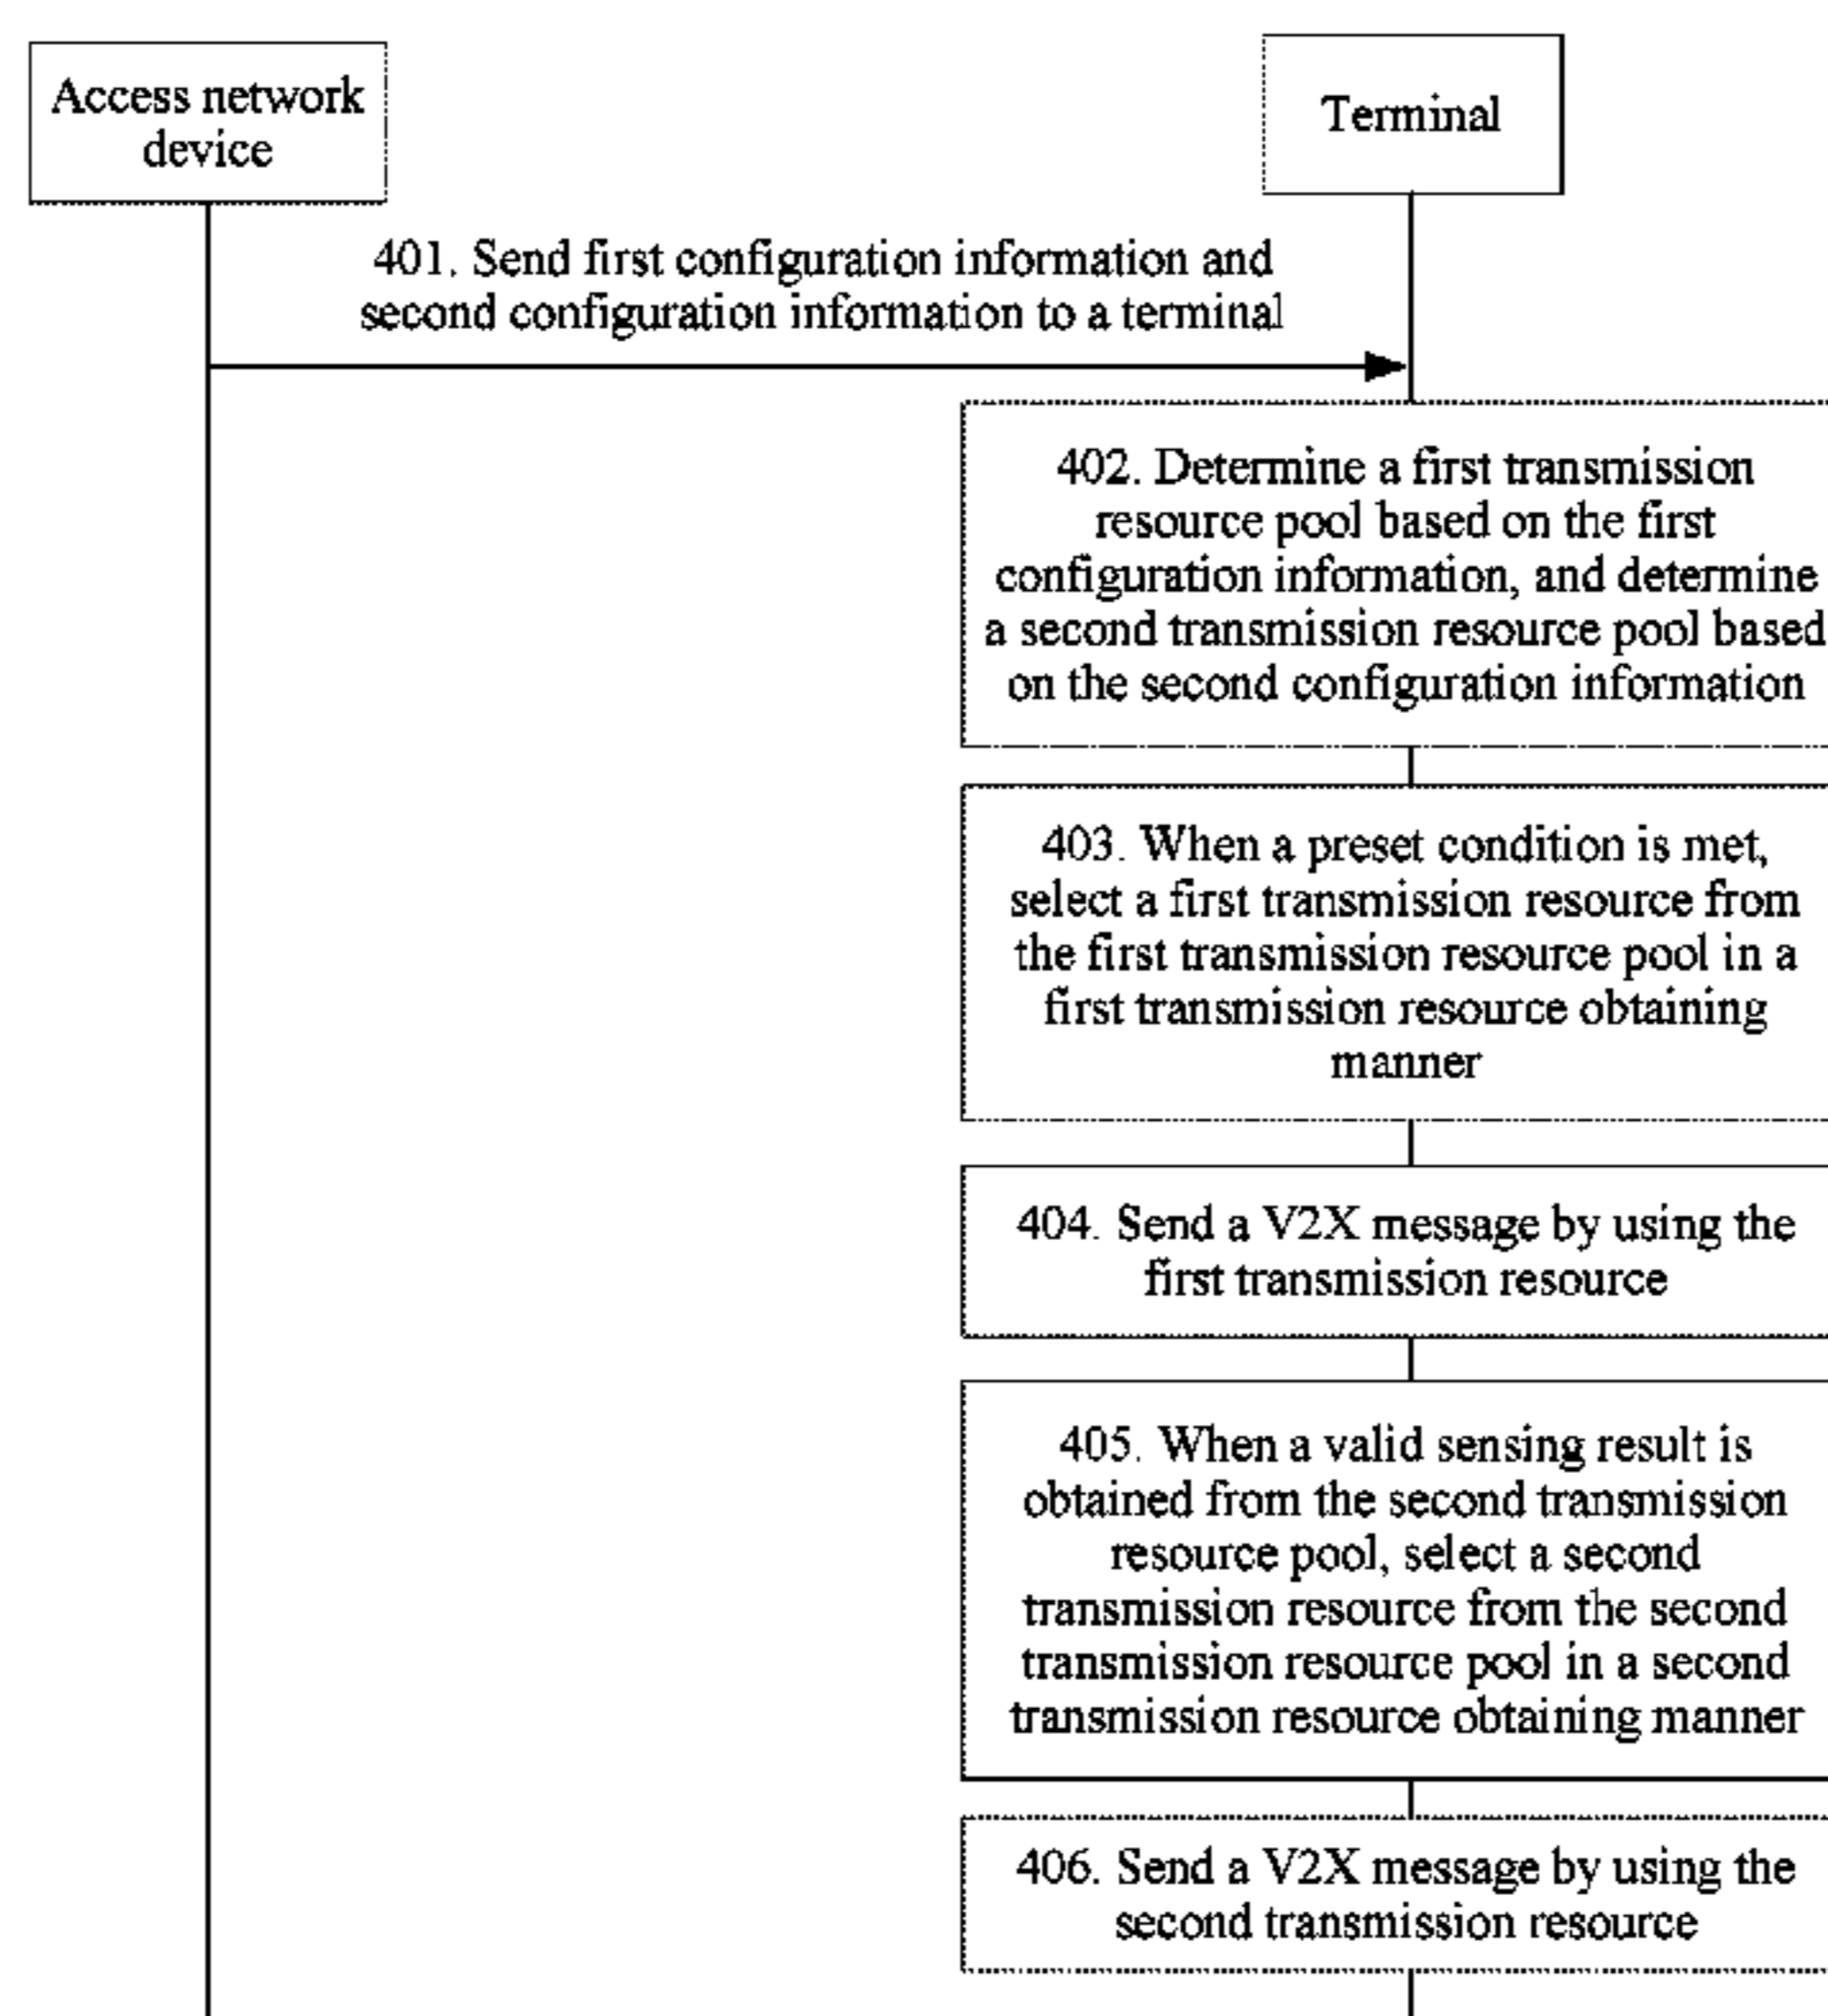 Access network
device
Terminal
401. Send first configuration information and
second configuration information to a terminal
402. Determine a first transmission
resource pool based on the first
configuration information, and determine
a second transmission resource pool based
on the second configuration information
403. When a preset condition is met,
select a first transmission resource from
the first transmission resource pool in a
first transmission resource obtaining
manner
404. Send a V2X message by using the
first transmission resource
405. When a valid sensing result is
obtained from the second transmission
resource pool, select a second
transmission resource from the second
transmission resource pool in a second
transmission resource obtaining manner
406. Send a V2X message by using the
second transmission resource